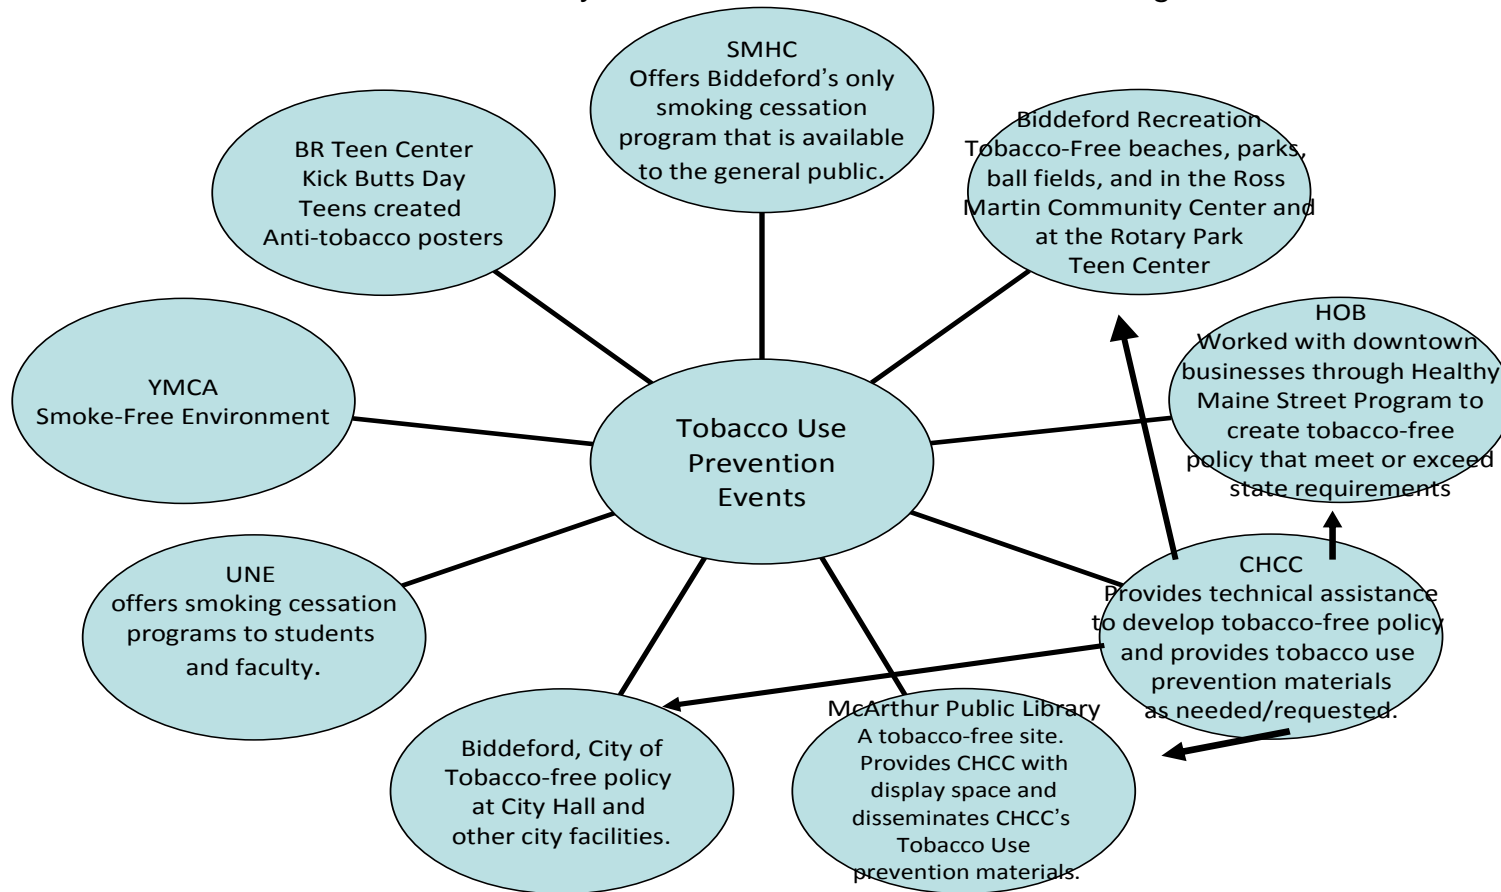 SMHC
Offers Biddeford’s only
smoking cessation
program that is available
to the general public.
BR Teen Center
Kick Butts Day
Teens created
Anti-tobacco posters
Biddeford Recreation
Tobacco-Free beaches, parks,
ball fields, and in the Ross
Martin Community Center and
at the Rotary Park
Teen Center
YMCA
Smoke-Free Environment
HOB
Worked with downtown
businesses through Healthy
Maine Street Program to
create tobacco-free
policy that meet or exceed
state requirements
Tobacco Use
Prevention
Events
UNE
offers smoking cessation
programs to students
and faculty.
CHCC
Provides technical assistance
to develop tobacco-free policy
and provides tobacco use
prevention materials
as needed/requested.
Biddeford, City of
Tobacco-free policy
at City Hall and
other city facilities.
McArthur Public Library
A tobacco-free site.
Provides CHCC with
display space and
disseminates CHCC’s
Tobacco Use
prevention materials.